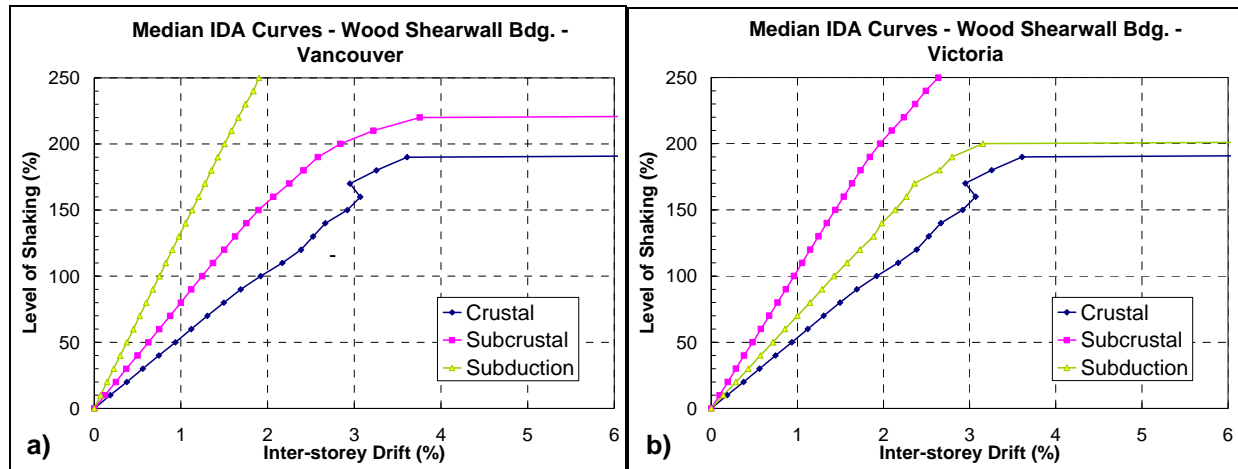 Median IDA Curves - Wood Shearwall Bdg. -
Vancouver
Level of Shaking (%)
250
200
150
100
50
0
0 1 2 3 4 5 6
Inter-storey Drift (%)
Crustal
Subcrustal
Subduction
a)
Median IDA Curves - Wood Shearwall Bdg. -
Victoria
Level of Shaking (%)
250
200
150
100
50
0
0 1 2 3 4 5 6
Inter-storey Drift (%)
Crustal
Subcrustal
Subduction
b)